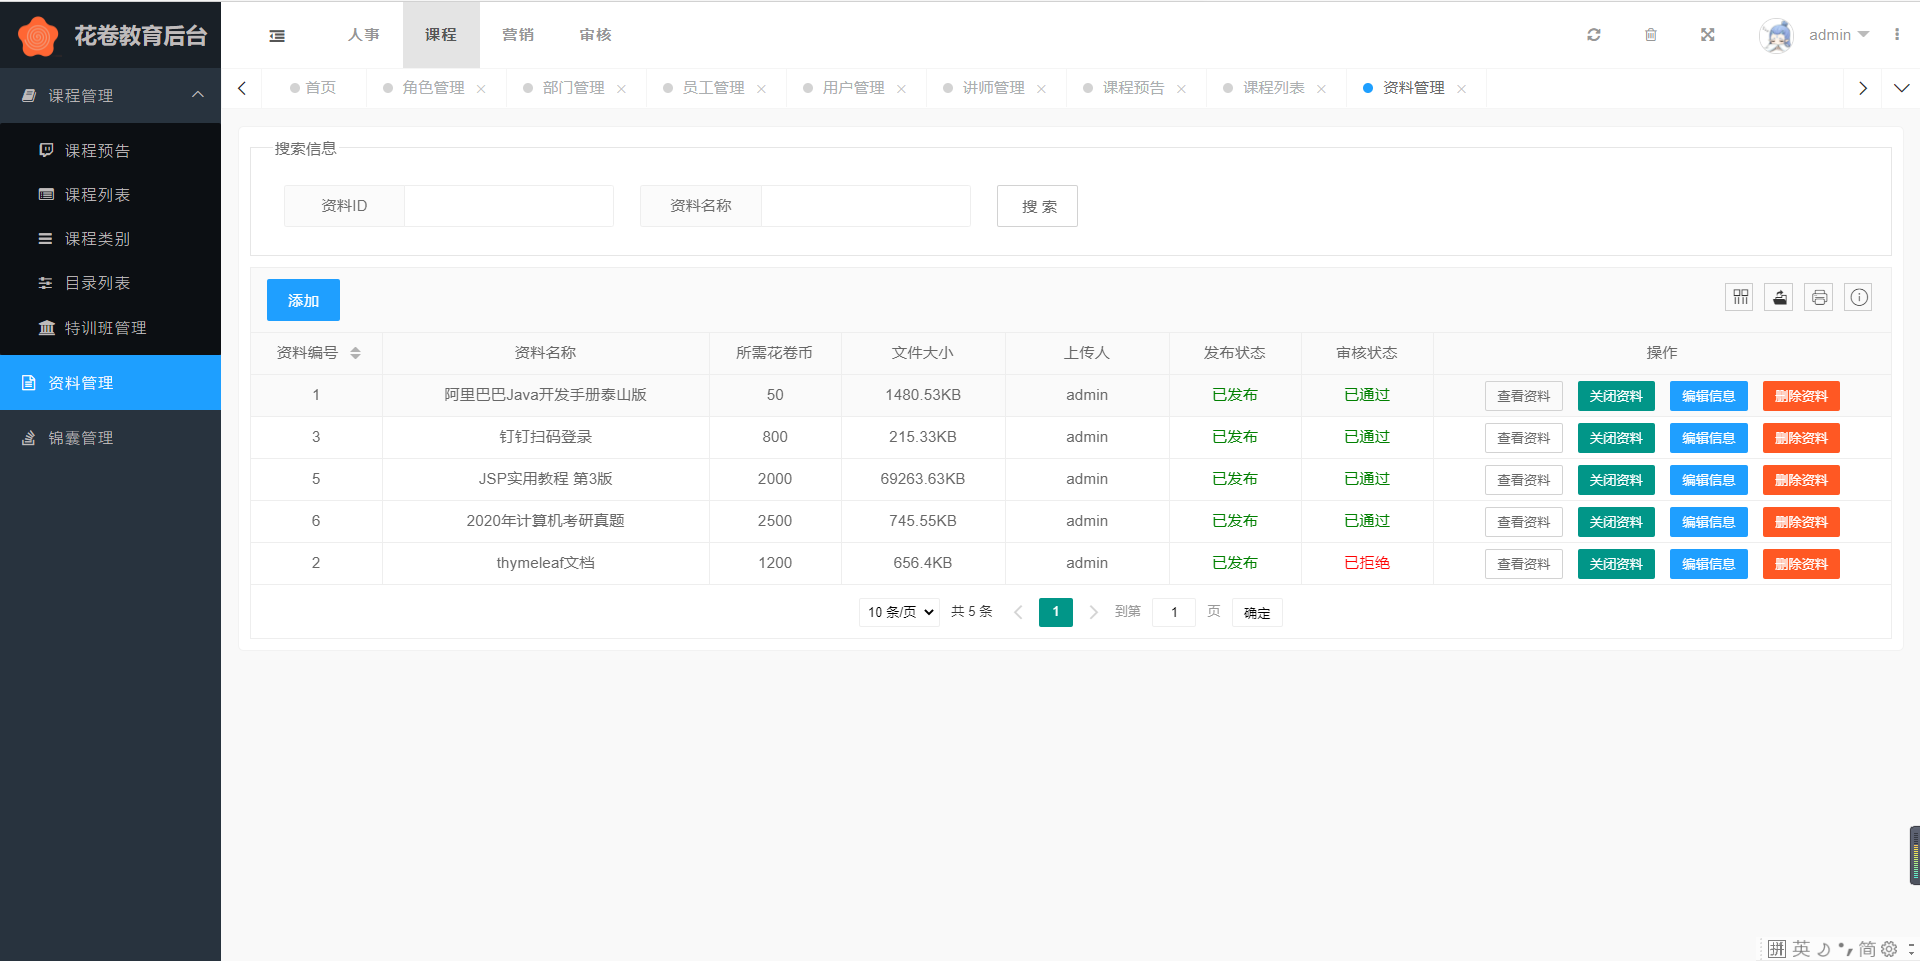 花卷教育后台
人事 课程 营销 审核 admin
首页 角色管理 部门管理 员工管理 用户管理 讲师管理 课程预告 课程列表 资料管理
课程管理
课程预告
课程列表
课程类别
目录列表
特训班管理
资料管理
锦囊管理
搜索信息
资料ID 资料名称 搜 索
添加
资料编号 资料名称 所需花卷币 文件大小 上传人 发布状态 审核状态 操作
1 阿里巴巴Java开发手册泰山版 50 1480.53KB admin 已发布 已通过 查看资料 关闭资料 编辑信息 删除资料
3 钉钉扫码登录 800 215.33KB admin 已发布 已通过 查看资料 关闭资料 编辑信息 删除资料
5 JSP实用教程 第3版 2000 69263.63KB admin 已发布 已通过 查看资料 关闭资料 编辑信息 删除资料
6 2020年计算机考研真题 2500 745.55KB admin 已发布 已通过 查看资料 关闭资料 编辑信息 删除资料
2 thymeleaf文档 1200 656.4KB admin 已发布 已拒绝 查看资料 关闭资料 编辑信息 删除资料
10 条/页 共 5 条 1 到第 1 页 确定
拼 英 简